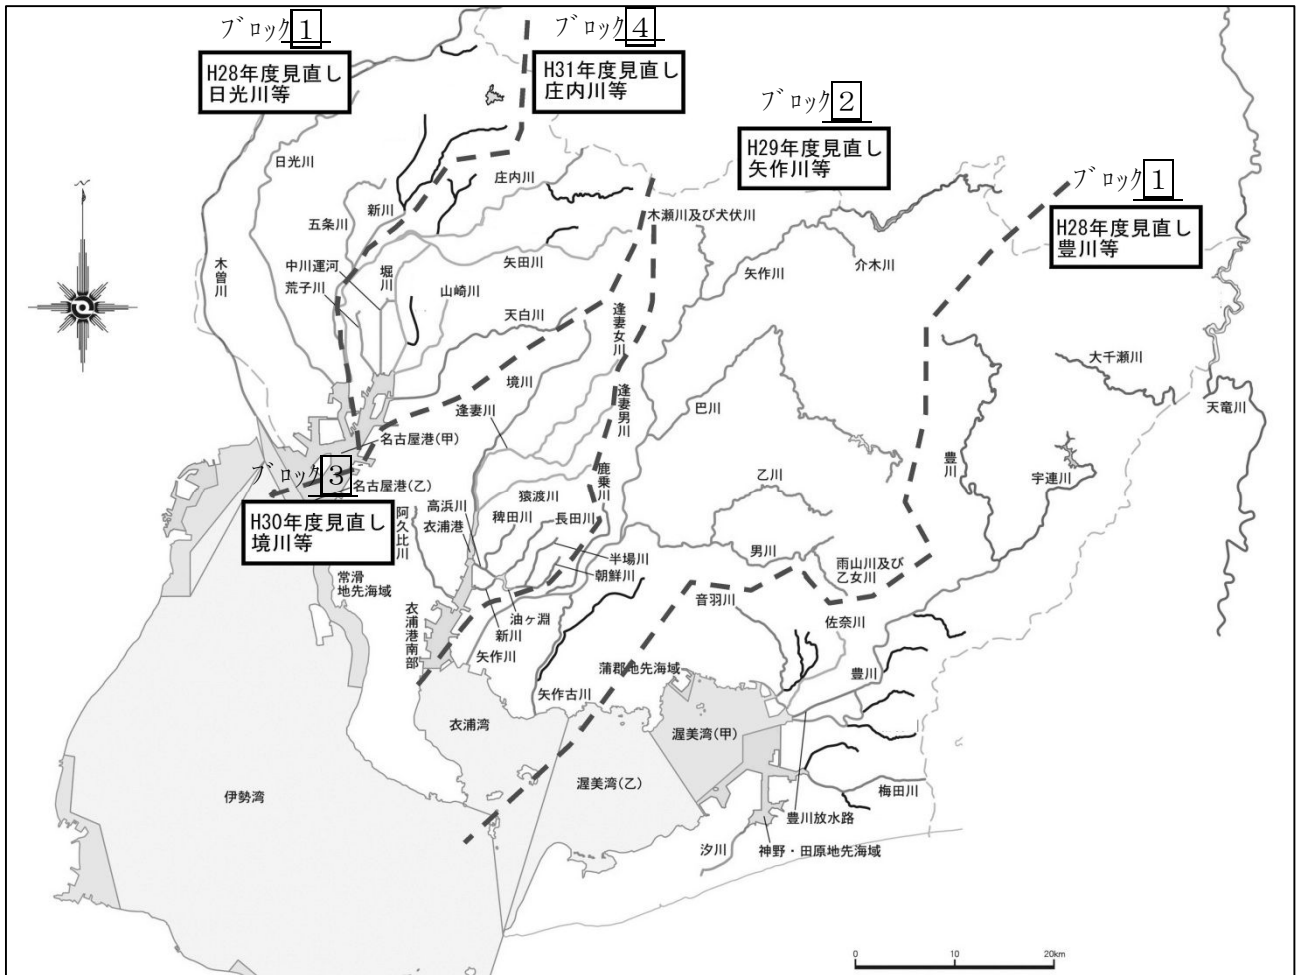 ブロック1
H28年度見直し
日光川等
ブロック4
H31年度見直し
庄内川等
ブロック2
H29年度見直し
矢作川等
ブロック1
H28年度見直し
豊川等
日光川
五条川
新川
庄内川
木瀬川及び犬伏川
木曽川
中川運河
荒子川
堀川
山崎川
矢田川
天白川
矢作川
介木川
逢妻女川
境川
逢妻川
逢妻男川
巴川
大千瀬川
天竜川
名古屋港(甲)
ブロック3
名古屋港(乙)
H30年度見直し
境川等
阿久比川
高浜川
衣浦港
猿渡川
稗田川
長田川
鹿乗川
乙川
豊川
宇連川
半場川
朝鮮川
男川
雨山川及び
乙女川
常滑
地先海域
衣浦港南部
油ヶ淵
新川
矢作川
音羽川
佐奈川
蒲郡地先海域
豊川
矢作古川
衣浦湾
渥美湾(甲)
渥美湾(乙)
伊勢湾
梅田川
豊川放水路
汐川
神野・田原地先海域
0
10
20km